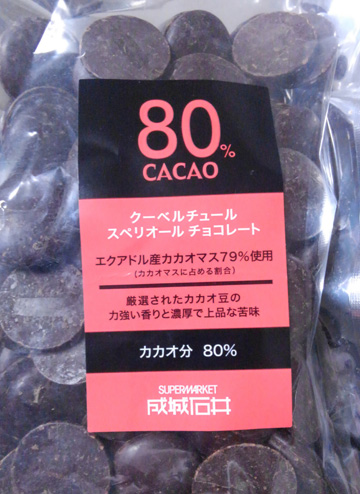 80%
CACAO
クーベルチュール
スペリオール チョコレート
エクアドル産カカオマス79%使用
(カカオマスに占める割合)
厳選されたカカオ豆の
力強い香りと濃厚で上品な苦味
カカオ分 80%
SUPERMARKET
成城石井